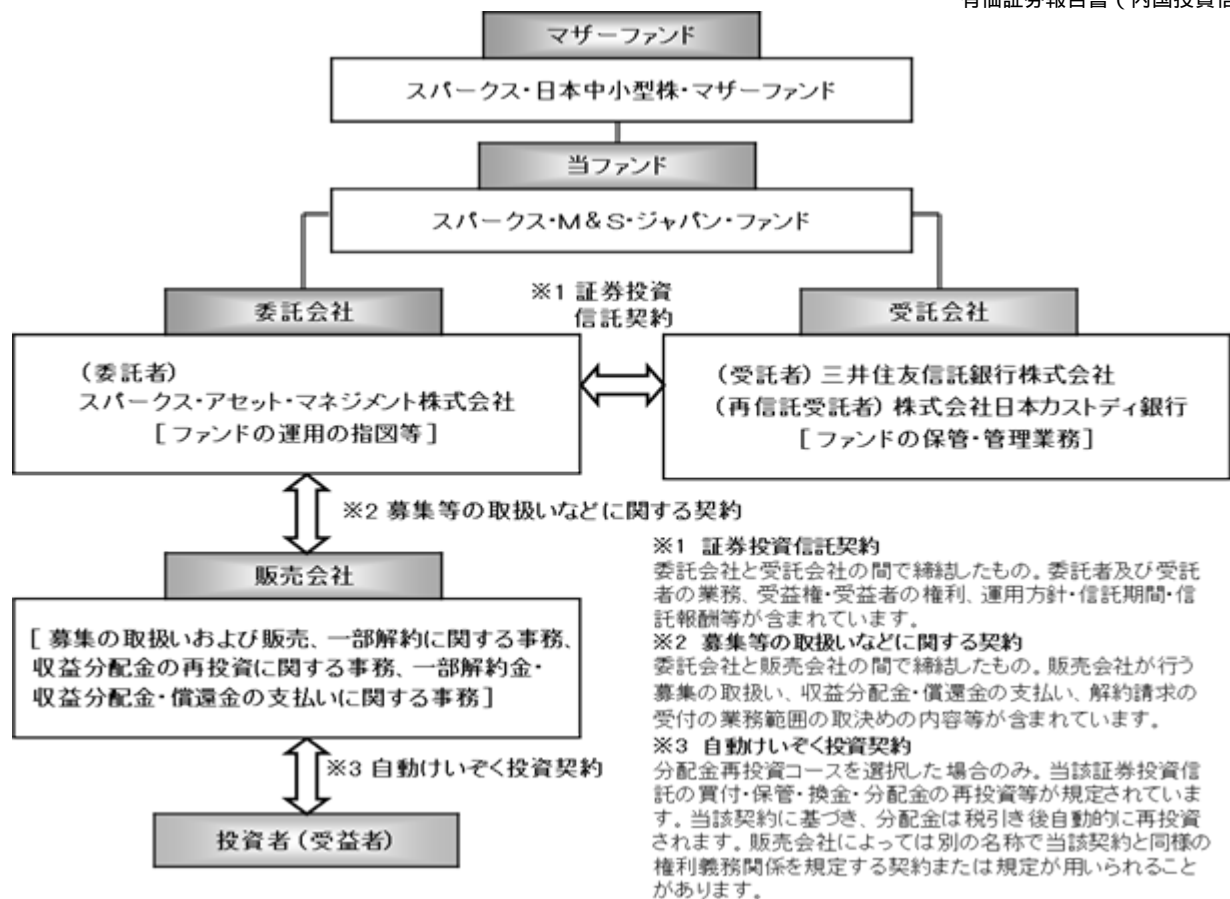 有価証券報告書(内国投資信
マザーファンド
スパークス・日本中小型株・マザーファンド
当ファンド
スパークス・M&S・ジャパン・ファンド
委託会社
※1 証券投資
信託契約
受託会社
(委託者)
スパークス・アセット・マネジメント株式会社
[ファンドの運用の指図等]
(受託者) 三井住友信託銀行株式会社
(再信託受託者) 株式会社日本カストディ銀行
[ファンドの保管・管理業務]
※2 募集等の取扱いなどに関する契約
販売会社
[ 募集の取扱いおよび販売、一部解約に関する事務、
収益分配金の再投資に関する事務、一部解約金・
収益分配金・償還金の支払いに関する事務]
※3 自動けいぞく投資契約
投資者(受益者)
※1 証券投資信託契約
委託会社と受託会社の間で締結したもの。委託者及び受託
者の業務、受益権・受益者の権利、運用方針・信託期間・信
託報酬等が含まれています。
※2 募集等の取扱いなどに関する契約
委託会社と販売会社の間で締結したもの。販売会社が行う
募集の取扱い、収益分配金・償還金の支払い、解約請求の
受付の業務範囲の取決めの内容等が含まれています。
※3 自動けいぞく投資契約
分配金再投資コースを選択した場合のみ。当該証券投資信
託の買付・保管・換金・分配金の再投資等が規定されていま
す。当該契約に基づき、分配金は税引き後自動的に再投資
されます。販売会社によっては別の名称で当該契約と同様の
権利義務関係を規定する契約または規定が用いられること
があります。